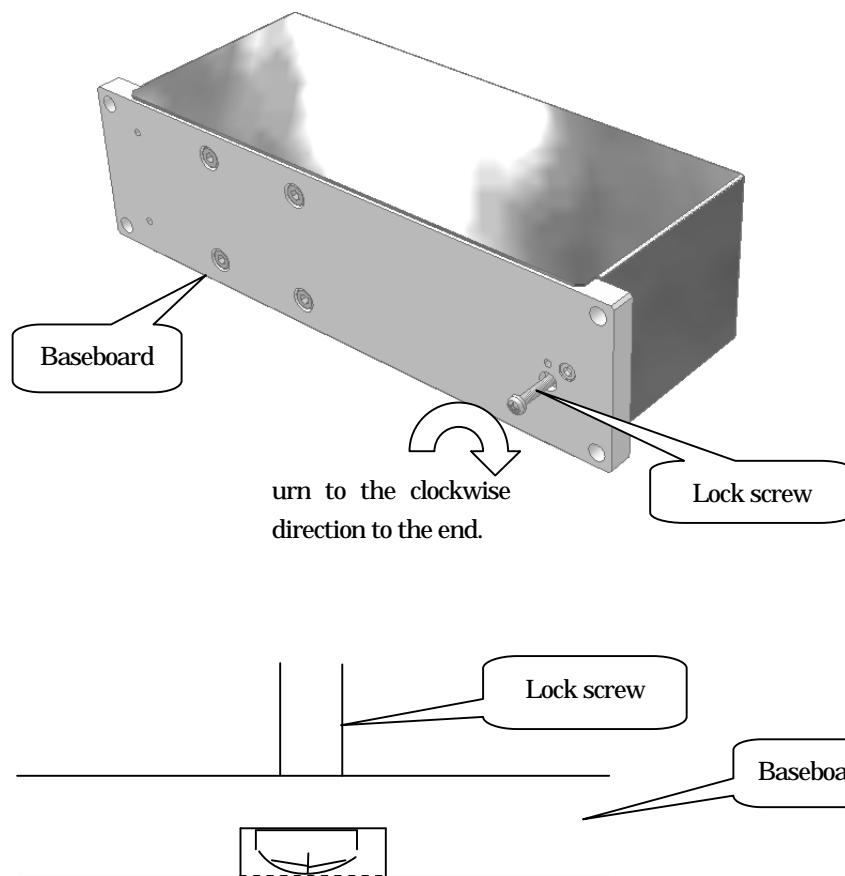 Baseboard
Lock screw
urn to the clockwise
direction to the end.
Lock screw
Baseboa